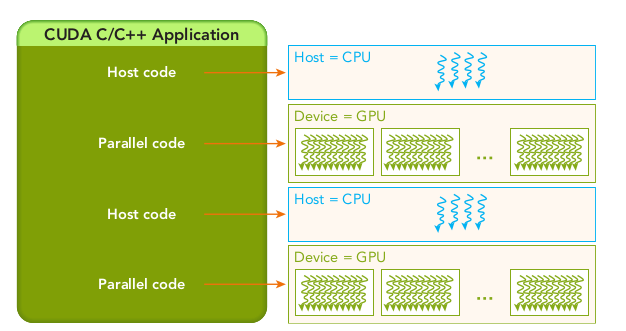 CUDA C/C++ Application
Host code
Host = CPU
Parallel code
Device = GPU
...
Host code
Host = CPU
Parallel code
Device = GPU
...